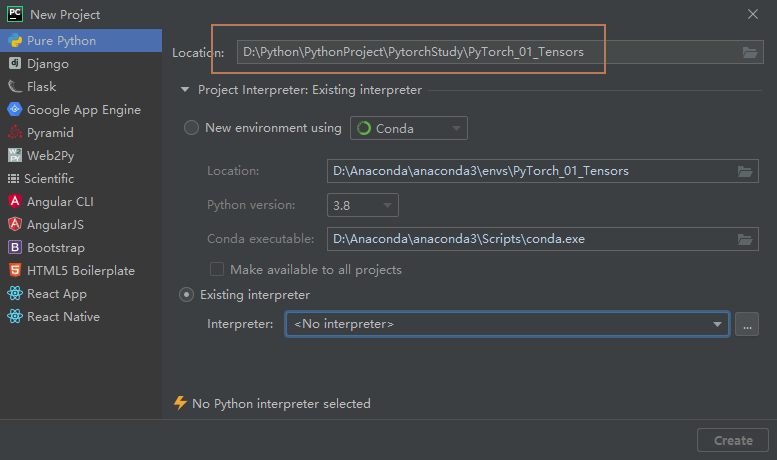 PC New Project
Pure Python
Django
Flask
Google App Engine
Pyramid
Web2Py
Scientific
Angular CLI
AngularJS
Bootstrap
HTML5 Boilerplate
React App
React Native
Location: D:\Python\PythonProject\PytorchStudy\PyTorch_01_Tensors
Project Interpreter: Existing interpreter
New environment using Conda
Location: D:\Anaconda\anaconda3\envs\PyTorch_01_Tensors
Python version: 3.8
Conda executable: D:\Anaconda\anaconda3\Scripts\conda.exe
Make available to all projects
Existing interpreter
Interpreter: <No interpreter> ...
No Python interpreter selected
Create